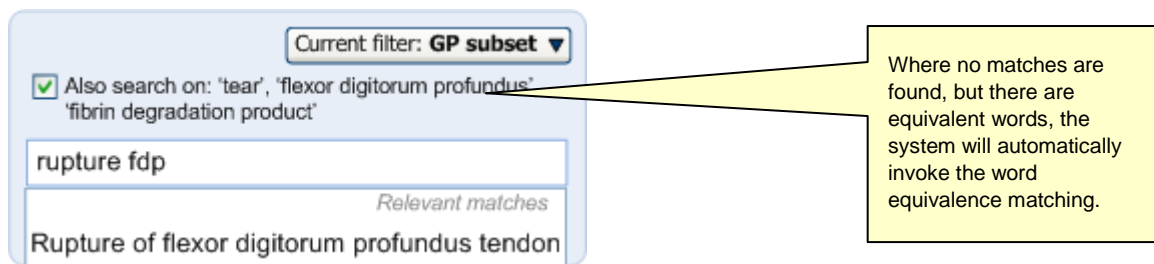 Current filter: GP subset
Also search on: ‘tear’, ‘flexor digitorum profundus’
‘fibrin degradation product’
rupture fdp
Relevant matches
Rupture of flexor digitorum profundus tendon
Where no matches are
found, but there are
equivalent words, the
system will automatically
invoke the word
equivalence matching.